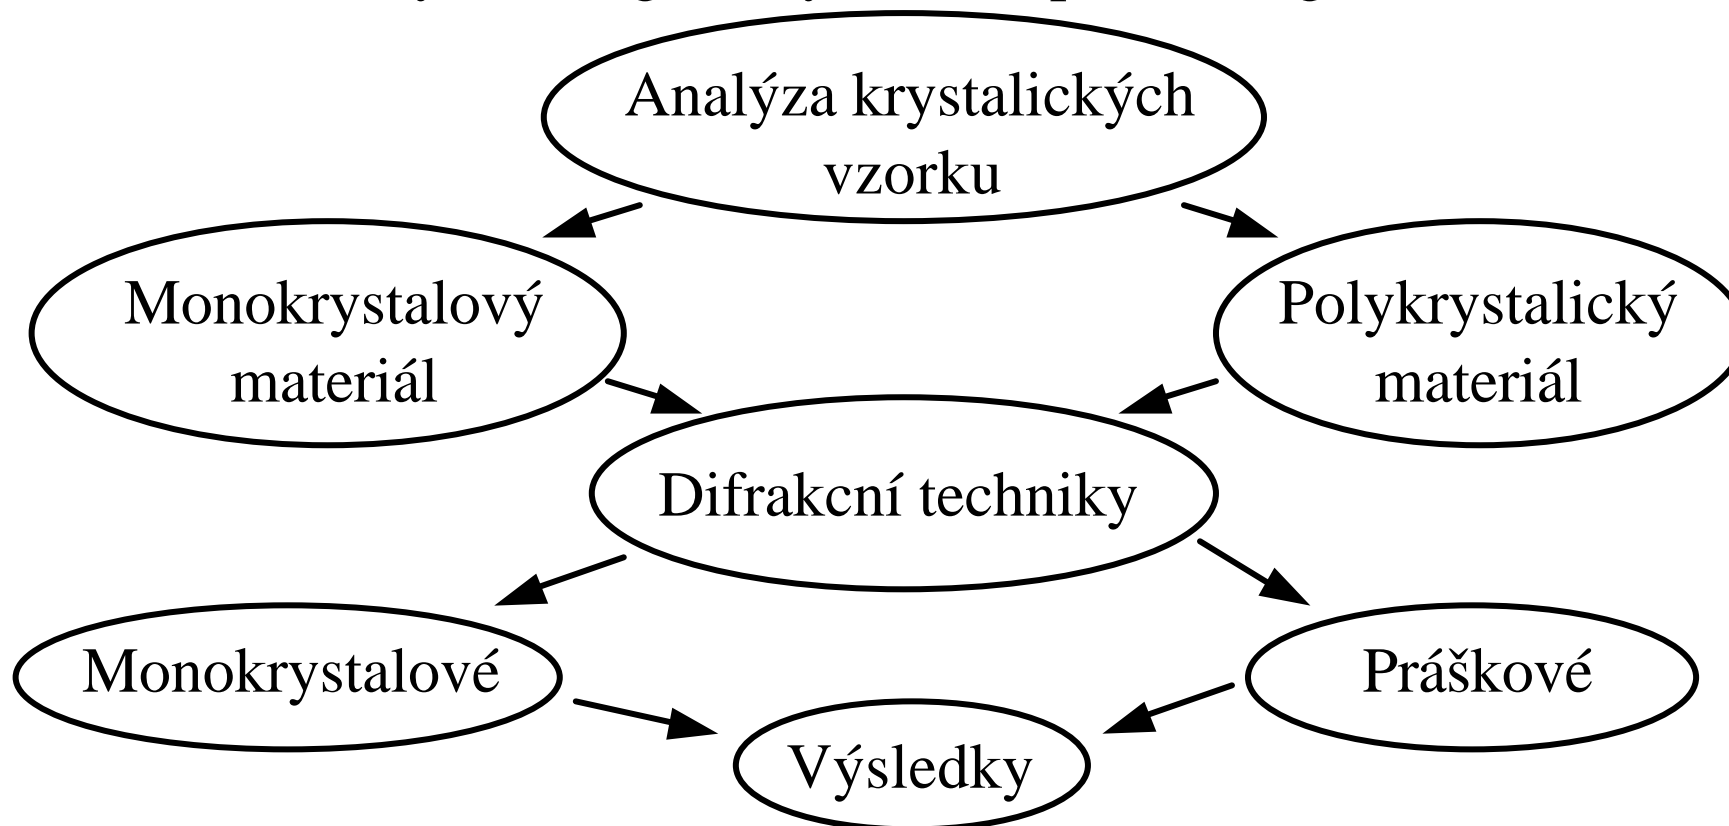 Analýza krystalických
vzorku
Monokrystalový
materiál
Polykrystalický
materiál
Difrakcní techniky
Monokrystalové
Práškové
Výsledky